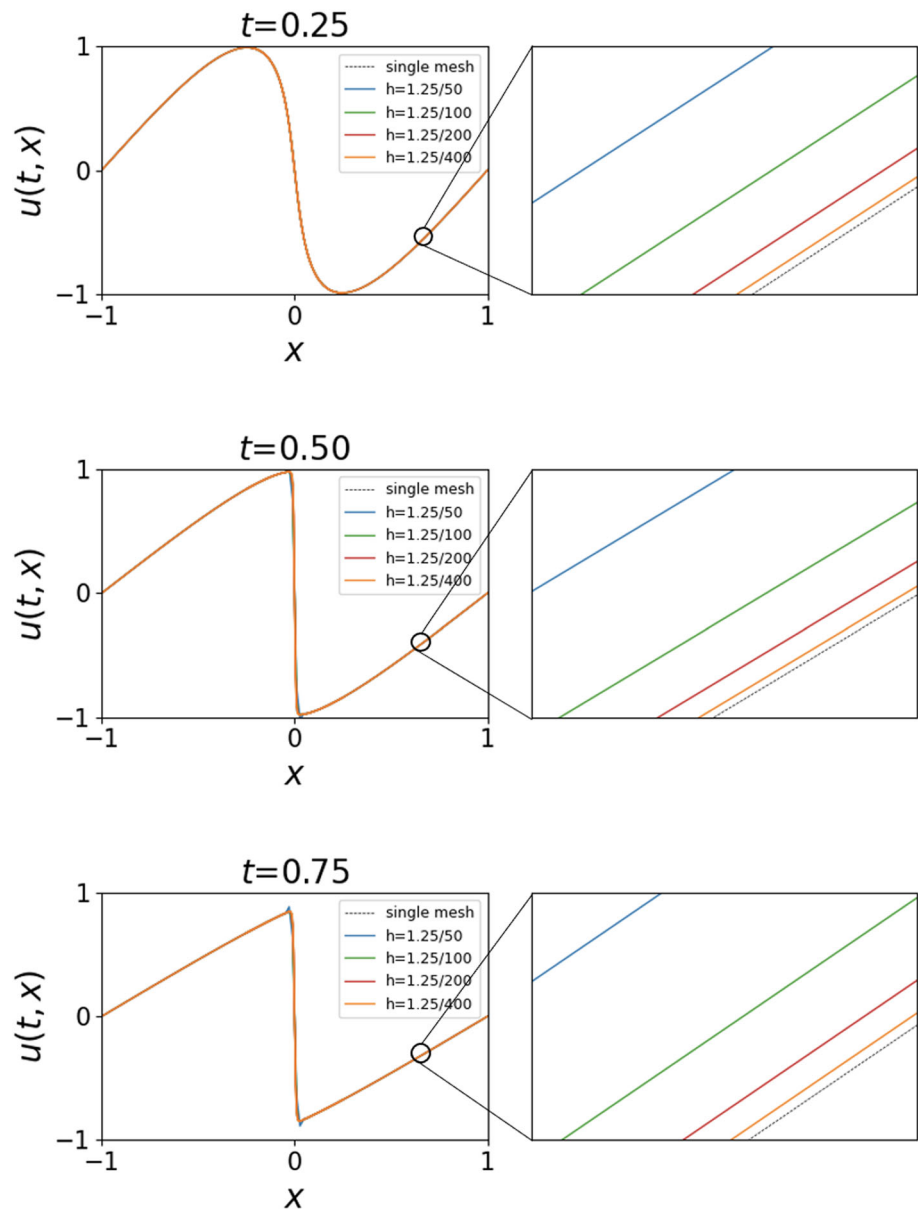 t=0.25
1
0
−1
u(t, x)
single mesh
h=1.25/50
h=1.25/100
h=1.25/200
h=1.25/400
−1
0
1
x
t=0.50
1
0
−1
u(t, x)
single mesh
h=1.25/50
h=1.25/100
h=1.25/200
h=1.25/400
−1
0
1
x
t=0.75
1
0
−1
u(t, x)
single mesh
h=1.25/50
h=1.25/100
h=1.25/200
h=1.25/400
−1
0
1
x